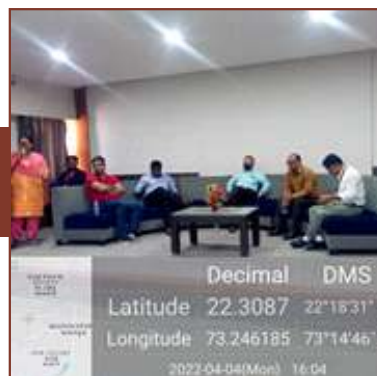 Decimal DMS
Latitude 22.3087 22°18'31"
Longitude 73.246185 73°14'46"
2022-04-04(Mon) 16:04